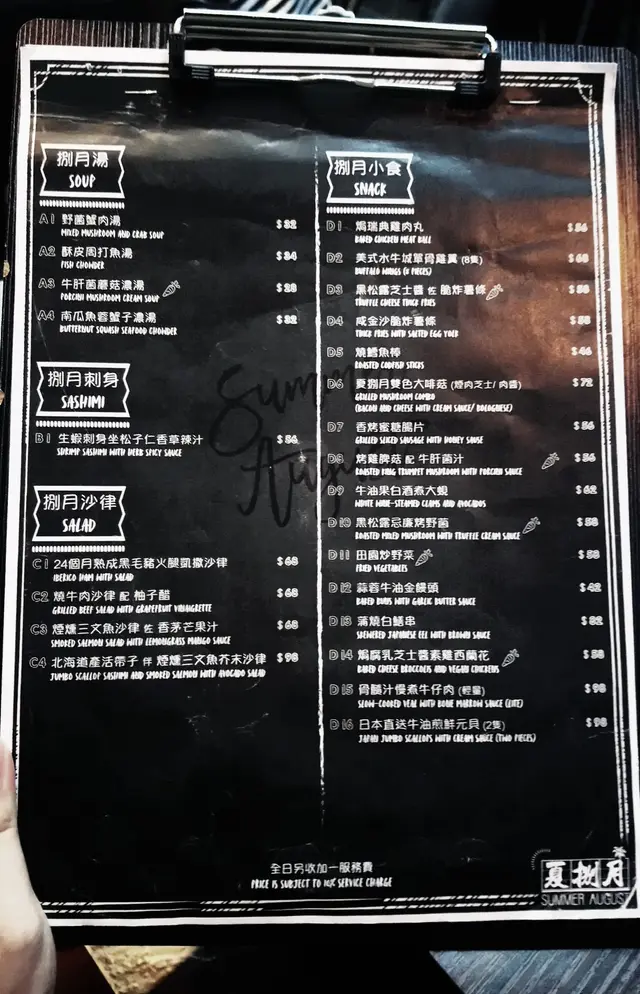 捌月湯
SOUP
A1 野菌蟹肉湯 $82
MIXED MUSHROOM AND CRAB SOUP
A2 酥皮周打魚湯 $84
FISH CHOWDER
A3 牛肝菌蘑菇濃湯 $28
PORCINI MUSHROOM CREAM SOUP
A4 南瓜魚蓉蟹子濃湯 $82
BUTTERNUT SQUASH SEAFOOD CHOWDER
捌月刺身
SASHIMI
B1 生蝦刺身坐松子仁香草辣汁 $56
SHRIMP SASHIMI WITH HERB SPICY SAUCE
捌月沙律
SALAD
C1 24個月熟成黑毛豬火腿凱撒沙律 $68
IBERICO HAM WITH SALAD
C2 燒牛肉沙律 配 柚子醋 $68
GRILLED BEEF SALAD WITH GRAPEFRUIT VINAIGRETTE
C3 煙燻三文魚沙律 佐 香茅芒果汁 $68
SMOKED SALMON SALAD WITH LEMONGRASS MANGO SAUCE
C4 北海道產活帶子 伴 煙燻三文魚芥末沙律 $98
JUMBO SCALLOP SASHIMI AND SMOKED SALMON WITH AVOCADO SALAD
捌月小食
SNACK
D1 焗瑞典雞肉丸 $56
BAKED CHICKEN MEAT BALL
D2 美式水牛城單骨雞翼 (8隻) $68
BUFFALO WINGS (8 PIECES)
D3 黑松露芝士醬 佐 脆炸薯條 $58
TRUFFLE CHEESE THICK FRIES
D4 咸金沙脆炸薯條 $58
THICK FRIES WITH SALTED EGG YOLK
D5 燒鱈魚棒 $46
ROASTED CODFISH STICKS
D6 夏捌月雙色大啡菇 (煙肉芝士/肉醬) $72
GRILLED MUSHROOM COMBO
(BACON AND CHEESE WITH CREAM SAUCE/ BOLOGNESE)
D7 香烤蜜糖腸片 $56
GRILLED SLICED SAUSAGE WITH HONEY SAUSE
D8 烤雞脾菇 配 牛肝菌汁 $56
ROASTED KING TRUMPET MUSHROOM WITH PORCINI SAUCE
D9 牛油果白酒煮大蜆 $62
WHITE WINE-STEAMED CLAMS AND AVOCADOS
D10 黑松露忌廉烤野菌 $58
ROASTED MIXED MUSHROOM WITH TRUFFLE CREAM SAUCE
D11 田園炒野菜 $58
FRIED VEGETABLES
D12 蒜蓉牛油金饅頭 $42
BAKED BUNS WITH GARLIC BUTTER SAUCE
D13 蒲燒白鱔串 $82
SKEWERED JAPANESE EEL WITH BROWN SAUCE
D14 焗腐乳芝士醬素雞西蘭花 $58
BAKED CHEESE BROCCOLIS AND VEGAN CHICKENS
D15 骨髓汁慢煮牛仔肉 (輕量) $98
SLOW-COOKED VEAL WITH BONE MARROW SAUCE (LITE)
D16 日本直送牛油煎鮮元貝 (2隻) $98
JAPAN JUMBO SCALLOPS WITH CREAM SAUCE (TWO PIECES)
Summer
August
全日另收加一服務費
PRICE IS SUBJECT TO 10% SERVICE CHARGE
夏捌月
SUMMER AUGUST